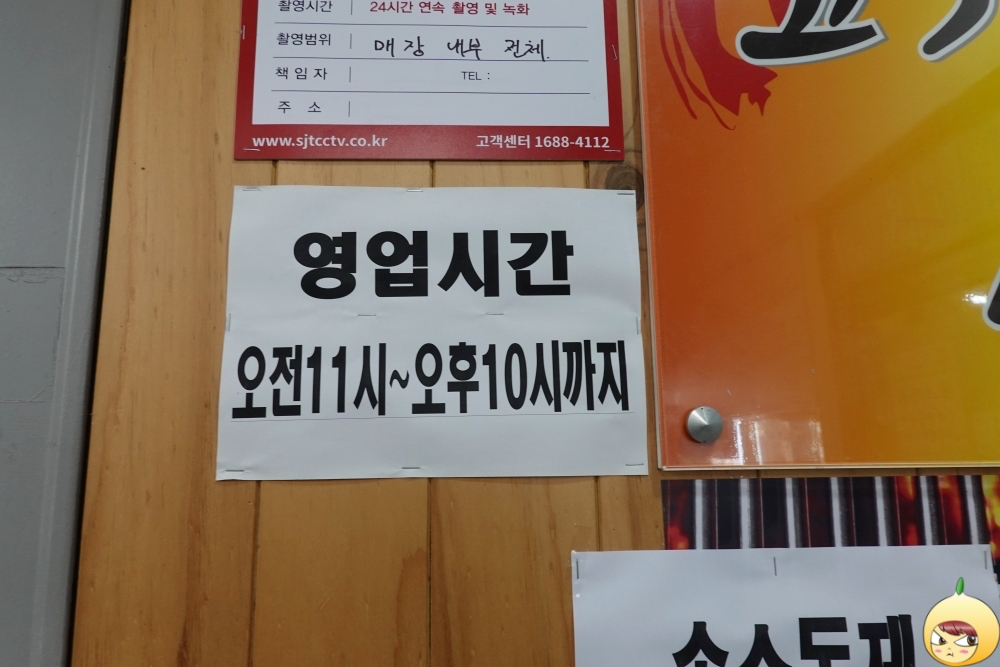 촬영시간 24시간 연속 촬영 및 녹화
촬영범위 매장 내부 전체.
책임자 TEL :
주 소
www.sjtcctv.co.kr 고객센터 1688-4112
영업시간
오전11시~오후10시까지